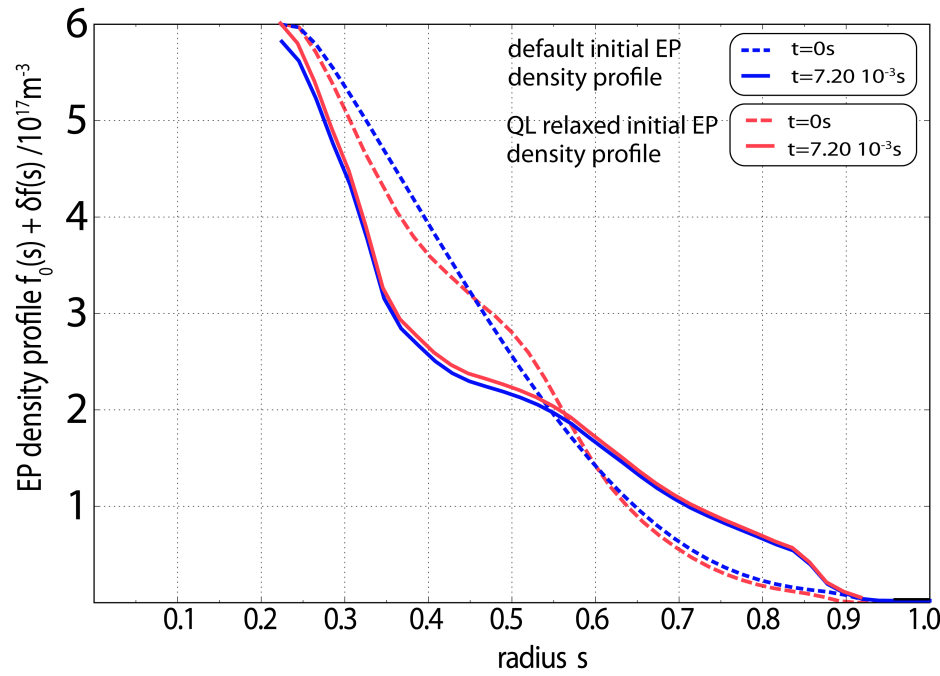 EP density profile f₀(s) + δf(s) /10¹⁷m⁻³
6
5
4
3
2
1
default initial EP
density profile
t=0s
t=7.20 10⁻³s
QL relaxed initial EP
density profile
t=0s
t=7.20 10⁻³s
0.1 0.2 0.3 0.4 0.5 0.6 0.7 0.8 0.9 1.0
radius s